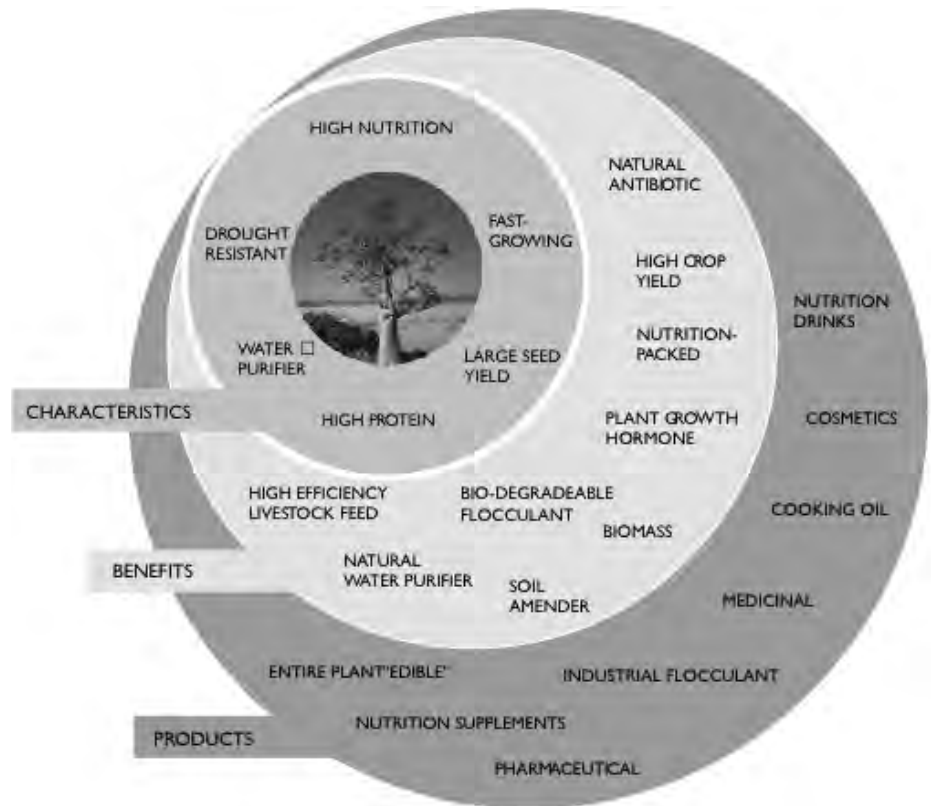 HIGH NUTRITION
DROUGHT
RESISTANT
FAST-
GROWING
WATER □
PURIFIER
LARGE SEED
YIELD
HIGH PROTEIN
CHARACTERISTICS
NATURAL
ANTIBIOTIC
HIGH CROP
YIELD
NUTRITION-
PACKED
PLANT GROWTH
HORMONE
HIGH EFFICIENCY
LIVESTOCK FEED
BIO-DEGRADEABLE
FLOCCULANT
BIOMASS
NATURAL
WATER PURIFIER
SOIL
AMENDER
BENEFITS
NUTRITION
DRINKS
COSMETICS
COOKING OIL
MEDICINAL
ENTIRE PLANT"EDIBLE"
INDUSTRIAL FLOCCULANT
NUTRITION SUPPLEMENTS
PHARMACEUTICAL
PRODUCTS